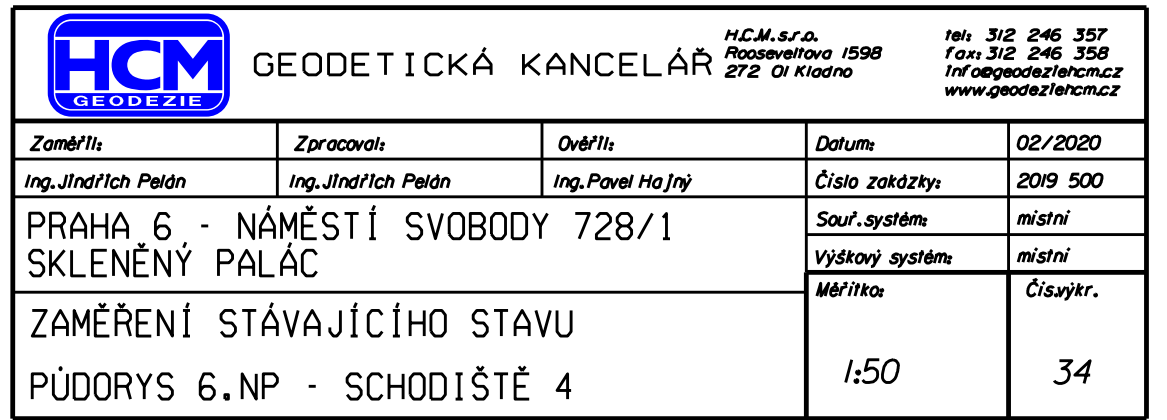 HCM
GEODEZIE
GEODETICKÁ KANCELÁŘ
H.C.M. s.r.o.
Rooseveltova 1598
272 01 Kladno
tel: 312 246 357
fax: 312 246 358
info@geodeziehcm.cz
www.geodeziehcm.cz
Zaměřil: Zpracoval: Ověřil: Datum: 02/2020
Ing.Jindřich Pelán Ing.Jindřich Pelán Ing.Pavel Hajný Číslo zakázky: 2019 500
PRAHA 6 - NÁMĚSTÍ SVOBODY 728/1
SKLENĚNÝ PALÁC
Souř.systém: místní
Výškový systém: místní
ZAMĚŘENÍ STÁVAJÍCÍHO STAVU
PŮDORYS 6.NP - SCHODIŠTĚ 4
Měřítko: Čís.výkr.
1:50 34